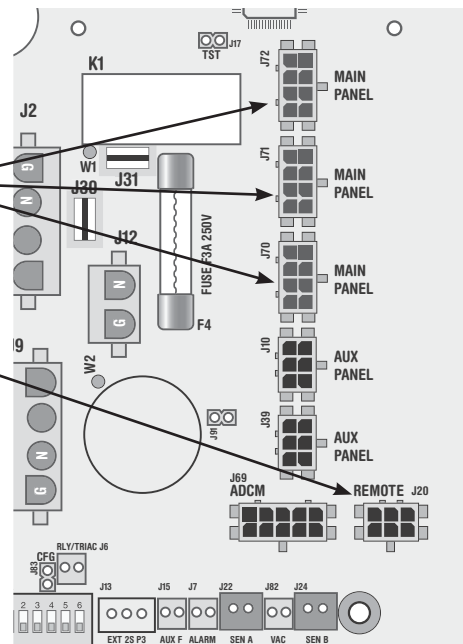 J17
TST
K1
J72
MAIN
PANEL
J2
G
N
W1
J31
J30
J71
MAIN
PANEL
J12
N
G
FUSE F3A 250V
F4
J70
MAIN
PANEL
J10
AUX
PANEL
W2
N
G
J91
J39
AUX
PANEL
J69
ADCM
REMOTE J20
RLY/TRIAC J6
CFG
J83
2 3 4 5 6
J13 J15 J7 J22 J82 J24
EXT 2S P3 AUX F ALARM SEN A VAC SEN B